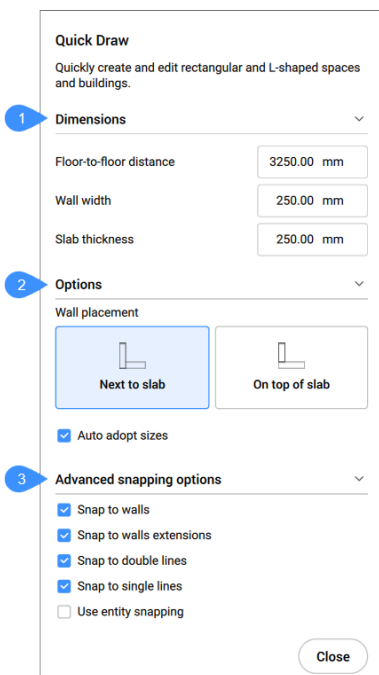 Quick Draw
Quickly create and edit rectangular and L-shaped spaces
and buildings.
1 Dimensions
Floor-to-floor distance 3250.00 mm
Wall width 250.00 mm
Slab thickness 250.00 mm
2 Options
Wall placement
Next to slab On top of slab
Auto adopt sizes
3 Advanced snapping options
Snap to walls
Snap to walls extensions
Snap to double lines
Snap to single lines
Use entity snapping
Close